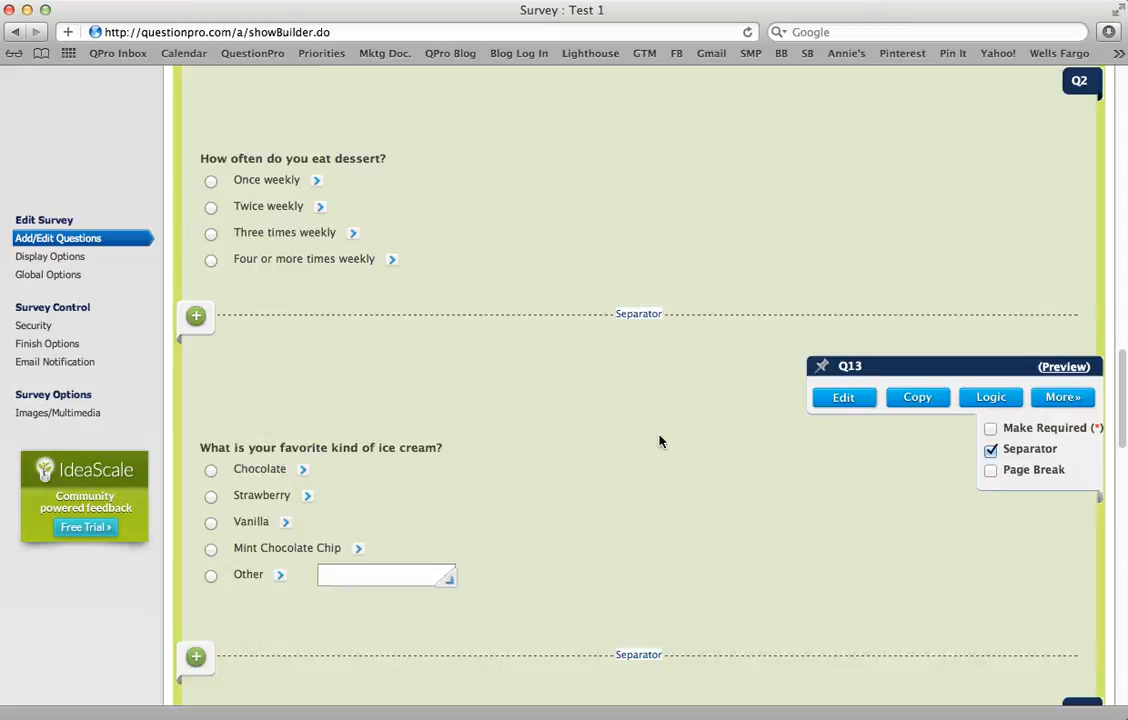 Survey : Test 1
http://questionpro.com/a/showBuilder.do
Google
QPro Inbox Calendar QuestionPro Priorities Mktg Doc. QPro Blog Blog Log In Lighthouse GTM FB Gmail SMP BB SB Annie's Pinterest Pin It Yahoo! Wells Fargo
Q2
How often do you eat dessert?
Once weekly
Twice weekly
Three times weekly
Four or more times weekly
Separator
Edit Survey
Add/Edit Questions
Display Options
Global Options
Survey Control
Security
Finish Options
Email Notification
Survey Options
Images/Multimedia
IdeaScale
Community
powered feedback
Free Trial »
Q13 (Preview)
Edit Copy Logic More»
Make Required (*)
Separator
Page Break
What is your favorite kind of ice cream?
Chocolate
Strawberry
Vanilla
Mint Chocolate Chip
Other
Separator